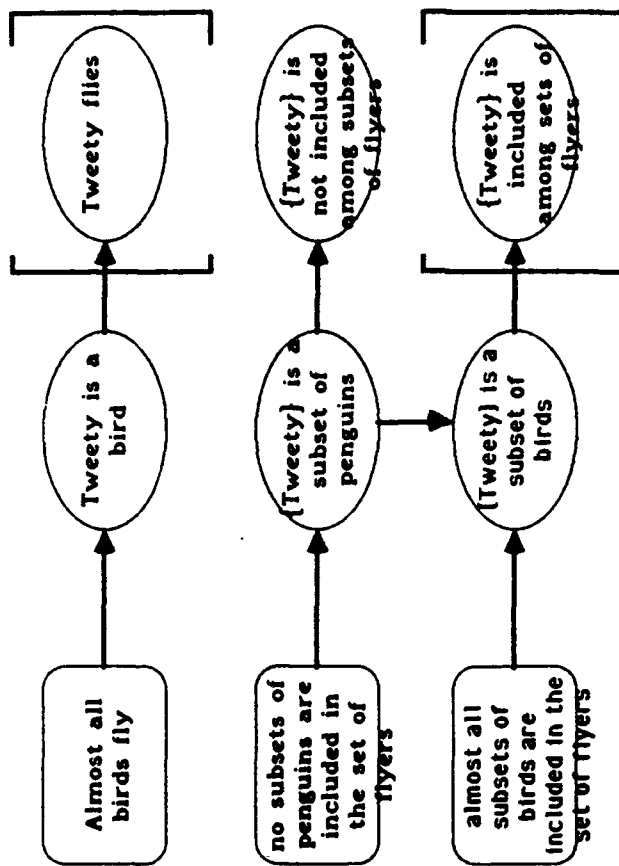 Tweety flies
{Tweety} is
not included
among subsets
of flyers
{Tweety} is
included
among sets of
flyers
Tweety is a
bird
{Tweety} is a
subset of
penguins
{Tweety} is a
subset of
birds
Almost all
birds fly
no subsets of
penguins are
included in
the set of
flyers
almost all
subsets of
birds are
included in the
set of flyers